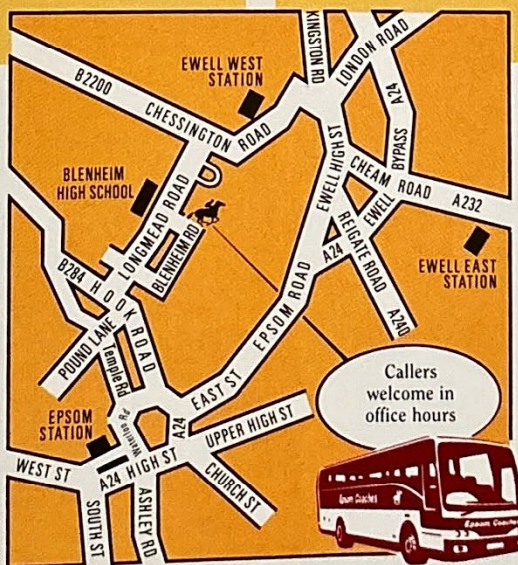 KINGSTON RD
LONDON ROAD
EWELL WEST
STATION
B2200
CHESSINGTON ROAD
A24
BYPASS
EWELL
A24
EWELL HIGH ST
CHEAM ROAD
A232
BLENHEIM
HIGH SCHOOL
LONGMEAD ROAD
BLENHEIM RD
REIGATE ROAD
A240
EWELL EAST
STATION
B284
HOOK ROAD
EPSOM ROAD
POUND LANE
Temple Rd
EAST ST
Callers
welcome in
office hours
EPSOM
STATION
Waterloo
A24
UPPER HIGH ST
WEST ST
A24 HIGH ST
CHURCH ST
SOUTH ST
ASHLEY RD
Epsom Coaches
Epsom Coaches